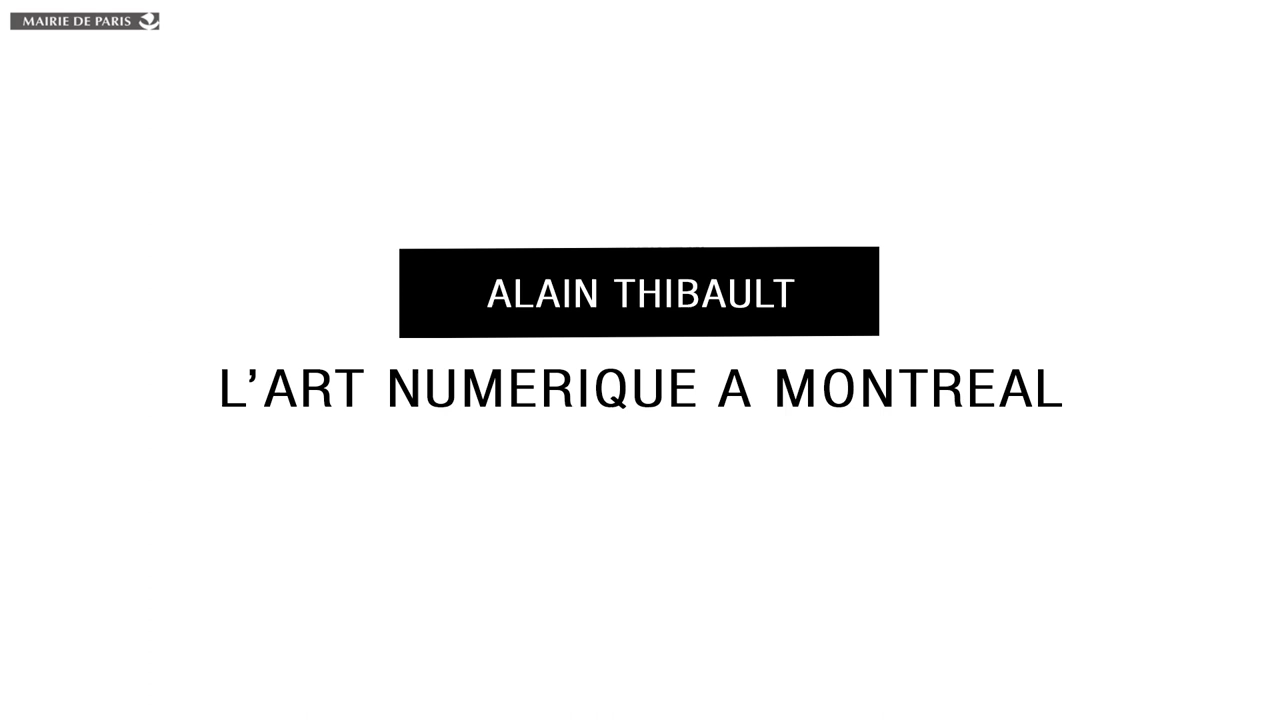 MAIRIE DE PARIS
ALAIN THIBAULT
L’ART NUMERIQUE A MONTREAL